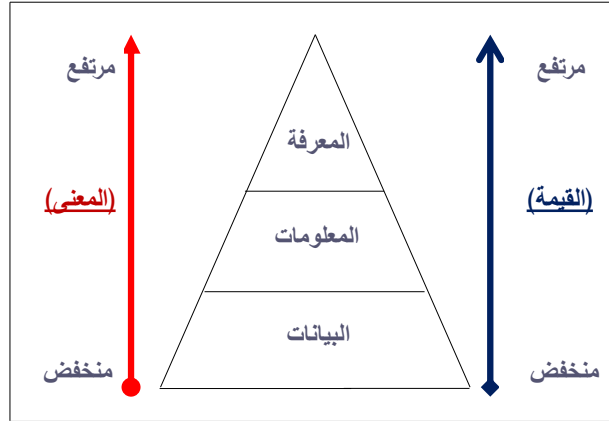 مرتفع
مرتفع
المعرفة
(القيمة)
(المعنى)
المعلومات
البيانات
منخفض
منخفض